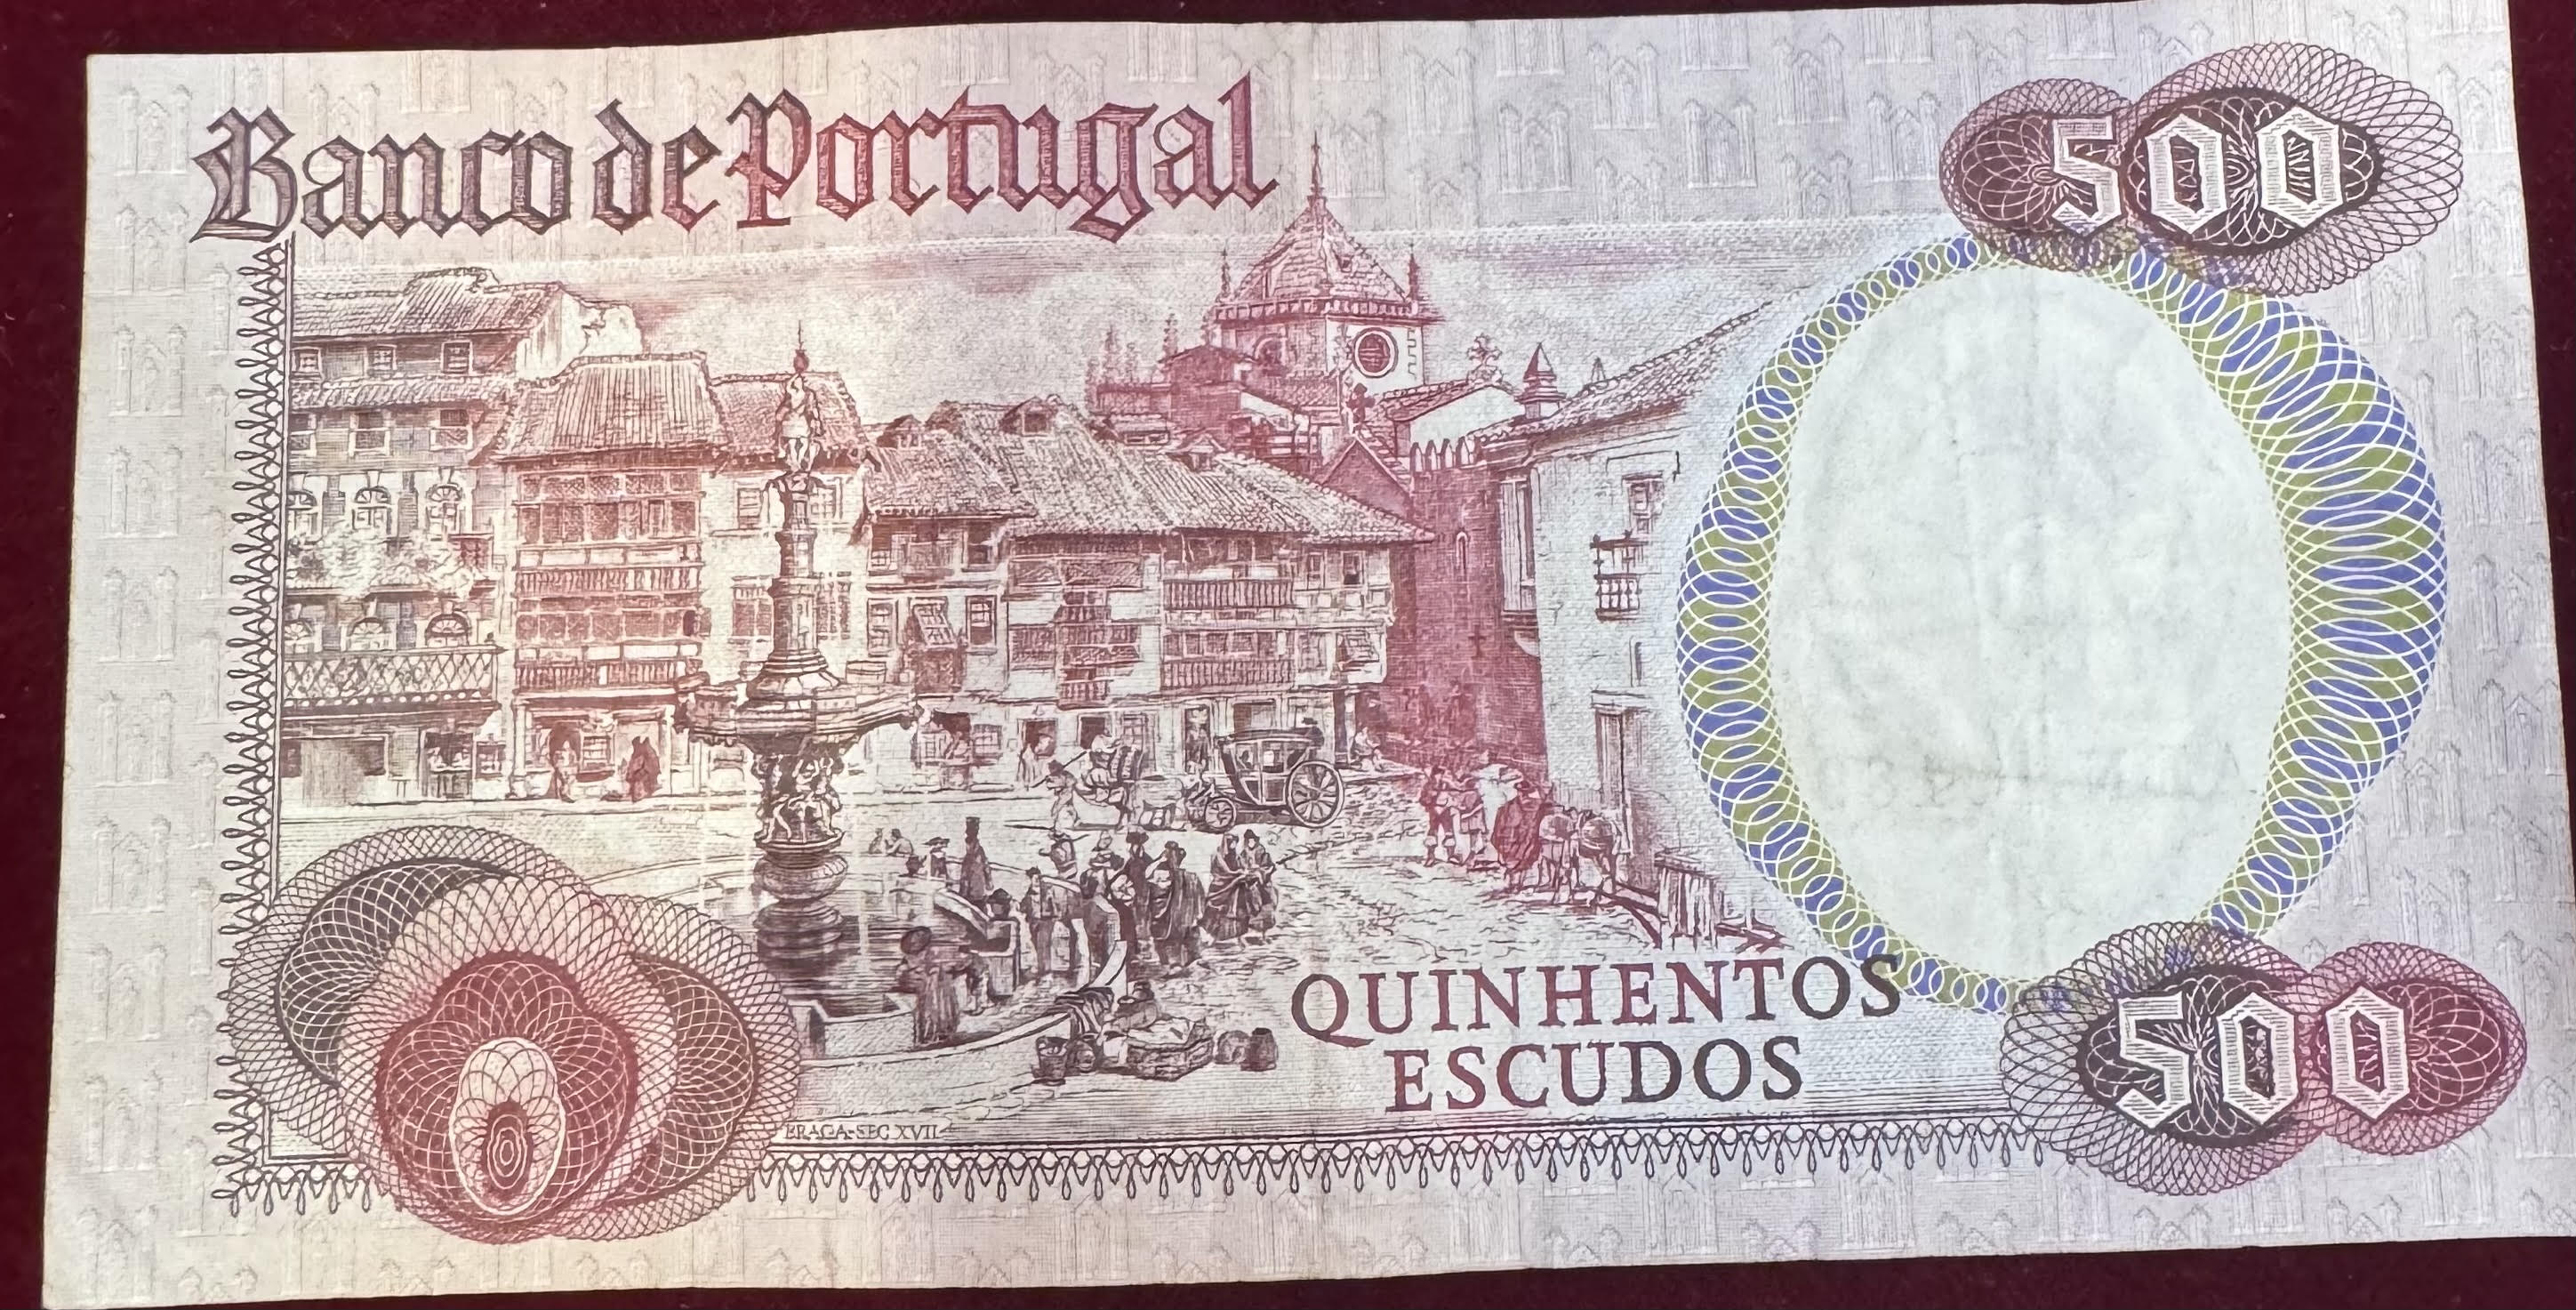 Banco de Portugal
500
QUINHENTOS
ESCUDOS
500
BRAGA-SEC XVII